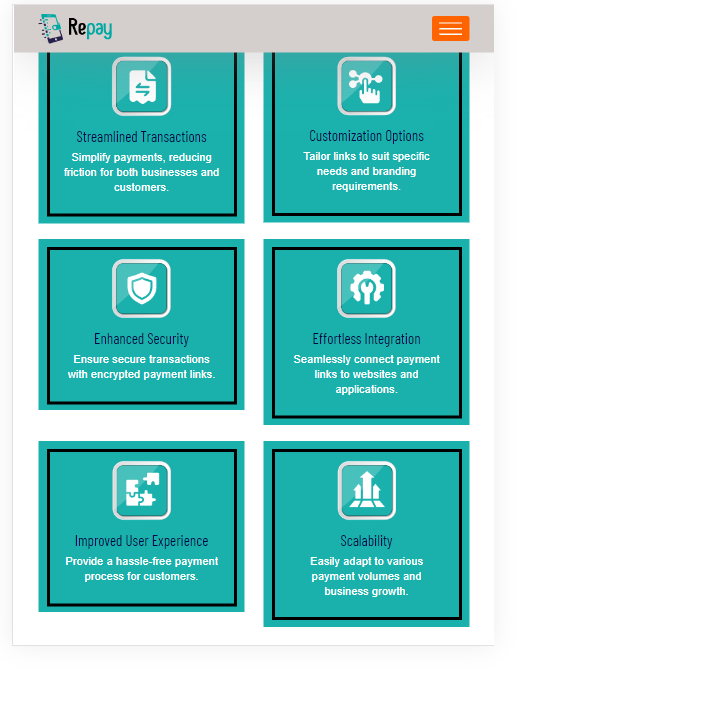 Repay
Streamlined Transactions
Simplify payments, reducing
friction for both businesses and
customers.
Customization Options
Tailor links to suit specific
needs and branding
requirements.
Enhanced Security
Ensure secure transactions
with encrypted payment links.
Effortless Integration
Seamlessly connect payment
links to websites and
applications.
Improved User Experience
Provide a hassle-free payment
process for customers.
Scalability
Easily adapt to various
payment volumes and
business growth.